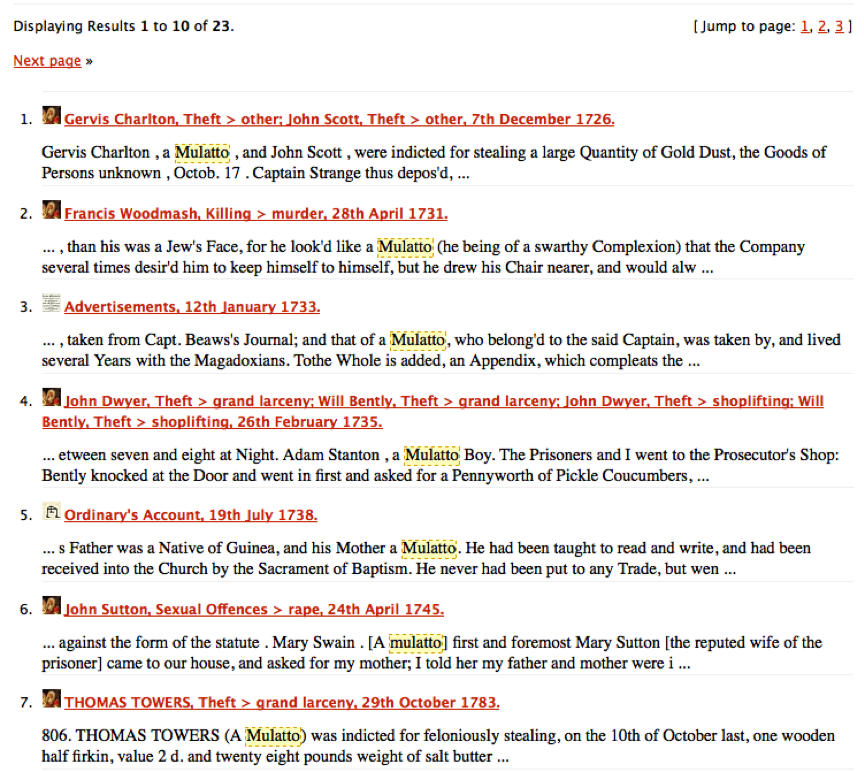 Displaying Results 1 to 10 of 23.
[ Jump to page: 1, 2, 3 ]
Next page »
1. Gervis Charlton, Theft > other; John Scott, Theft > other, 7th December 1726.
Gervis Charlton , a Mulatto , and John Scott , were indicted for stealing a large Quantity of Gold Dust, the Goods of
Persons unknown , Octob. 17 . Captain Strange thus depos'd, ...
2. Francis Woodmash, Killing > murder, 28th April 1731.
... , than his was a Jew's Face, for he look'd like a Mulatto (he being of a swarthy Complexion) that the Company
several times desir'd him to keep himself to himself, but he drew his Chair nearer, and would alw ...
3. Advertisements, 12th January 1733.
... , taken from Capt. Beaws's Journal; and that of a Mulatto, who belong'd to the said Captain, was taken by, and lived
several Years with the Magadoxians. Tothe Whole is added, an Appendix, which compleats the ...
4. John Dwyer, Theft > grand larceny; Will Bently, Theft > grand larceny; John Dwyer, Theft > shoplifting; Will
Bently, Theft > shoplifting, 26th February 1735.
... etween seven and eight at Night. Adam Stanton , a Mulatto Boy. The Prisoners and I went to the Prosecutor's Shop:
Bently knocked at the Door and went in first and asked for a Pennyworth of Pickle Coucumbers, ...
5. Ordinary's Account, 19th July 1738.
... s Father was a Native of Guinea, and his Mother a Mulatto. He had been taught to read and write, and had been
received into the Church by the Sacrament of Baptism. He never had been put to any Trade, but wen ...
6. John Sutton, Sexual Offences > rape, 24th April 1745.
... against the form of the statute . Mary Swain . [A mulatto] first and foremost Mary Sutton [the reputed wife of the
prisoner] came to our house, and asked for my mother; I told her my father and mother were i ...
7. THOMAS TOWERS, Theft > grand larceny, 29th October 1783.
806. THOMAS TOWERS (A Mulatto) was indicted for feloniously stealing, on the 10th of October last, one wooden
half firkin, value 2 d. and twenty eight pounds weight of salt butter ...